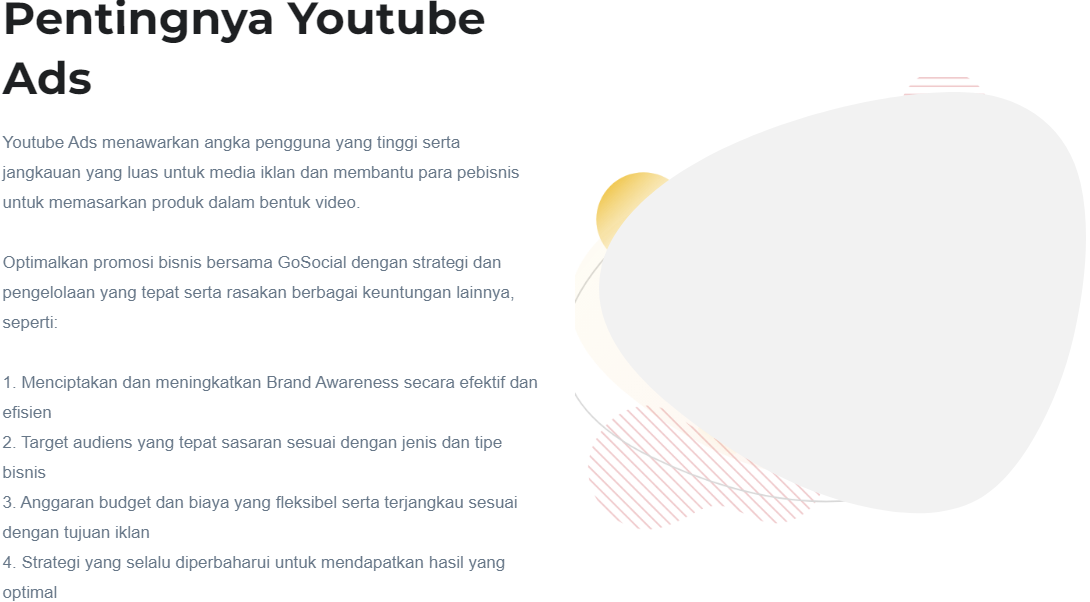 Pentingnya Youtube
Ads
Youtube Ads menawarkan angka pengguna yang tinggi serta
jangkauan yang luas untuk media iklan dan membantu para pebisnis
untuk memasarkan produk dalam bentuk video.
Optimalkan promosi bisnis bersama GoSocial dengan strategi dan
pengelolaan yang tepat serta rasakan berbagai keuntungan lainnya,
seperti:
1. Menciptakan dan meningkatkan Brand Awareness secara efektif dan
efisien
2. Target audiens yang tepat sasaran sesuai dengan jenis dan tipe
bisnis
3. Anggaran budget dan biaya yang fleksibel serta terjangkau sesuai
dengan tujuan iklan
4. Strategi yang selalu diperbaharui untuk mendapatkan hasil yang
optimal